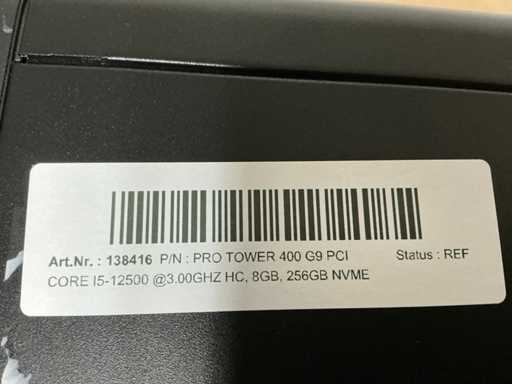 Art.Nr. : 138416 P/N : PRO TOWER 400 G9 PCI Status : REF
CORE I5-12500 @3.00GHZ HC, 8GB, 256GB NVME